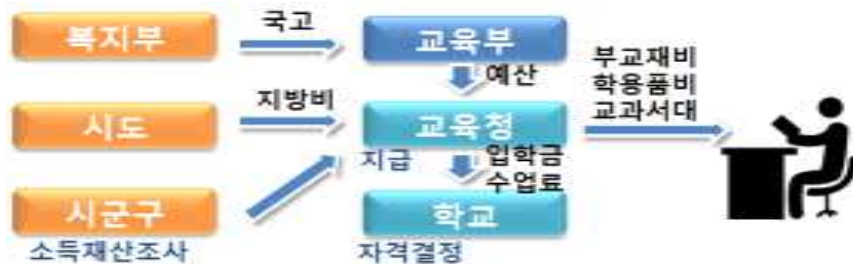 복지부
국고
교육부
예산
부교재비
학용품비
교과서대
시도
지방비
교육청
지급
입학금
수업료
시군구
소득재산조사
학교
자격결정